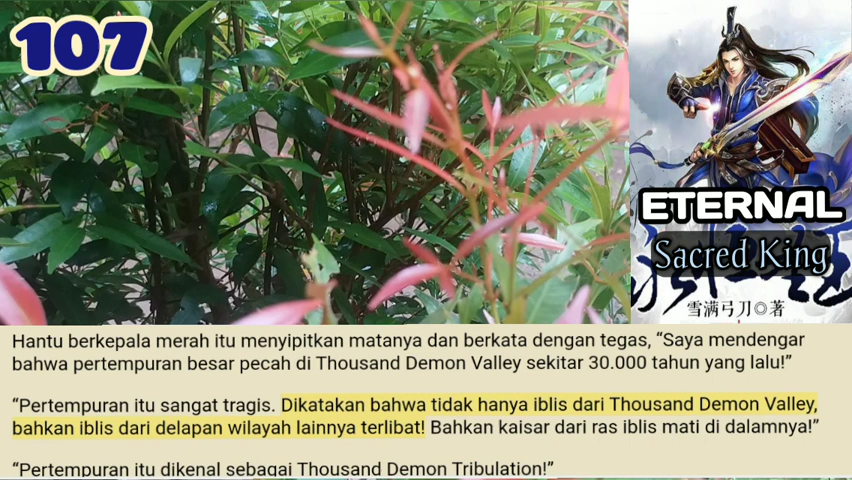 107
ETERNAL
Sacred King
雪满弓刀◎著
Hantu berkepala merah itu menyipitkan matanya dan berkata dengan tegas, “Saya mendengar
bahwa pertempuran besar pecah di Thousand Demon Valley sekitar 30.000 tahun yang lalu!”
“Pertempuran itu sangat tragis. Dikatakan bahwa tidak hanya iblis dari Thousand Demon Valley,
bahkan iblis dari delapan wilayah lainnya terlibat! Bahkan kaisar dari ras iblis mati di dalamnya!”
“Pertempuran itu dikenal sebagai Thousand Demon Tribulation!”